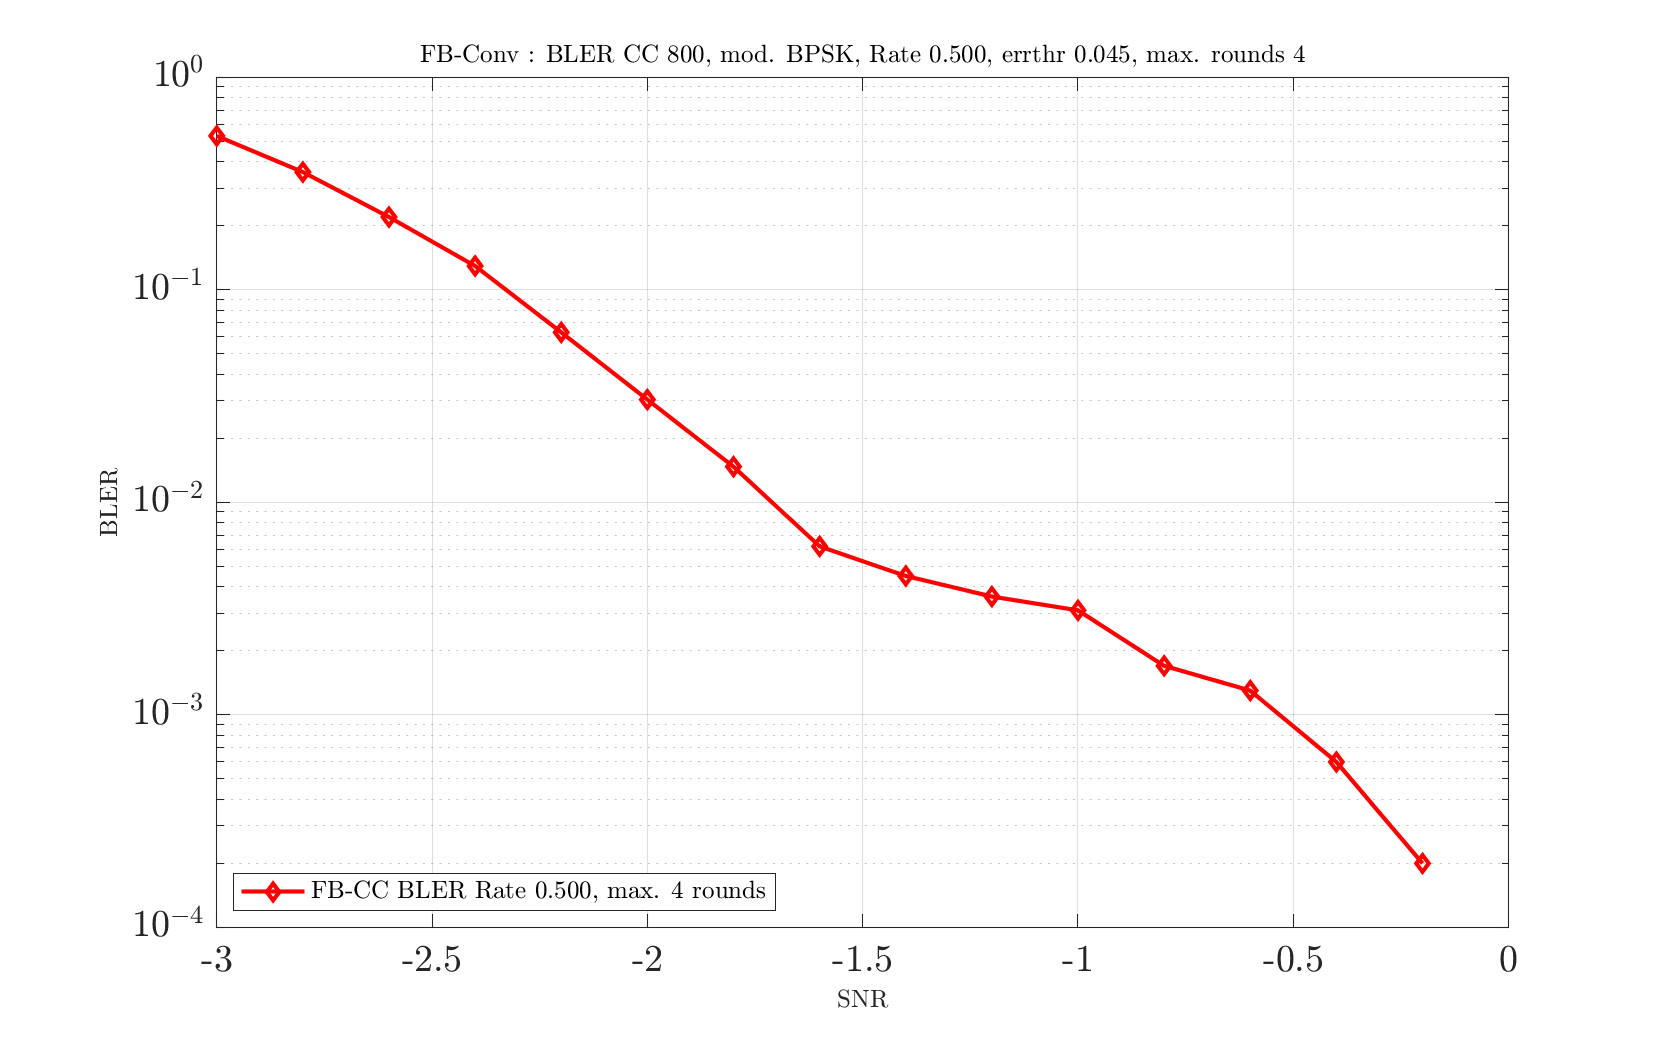 FB-Conv : BLER CC 800, mod. BPSK, Rate 0.500, errthr 0.045, max. rounds 4
10^0
10^{-1}
10^{-2}
10^{-3}
10^{-4}
BLER
FB-CC BLER Rate 0.500, max. 4 rounds
-3 -2.5 -2 -1.5 -1 -0.5 0
SNR